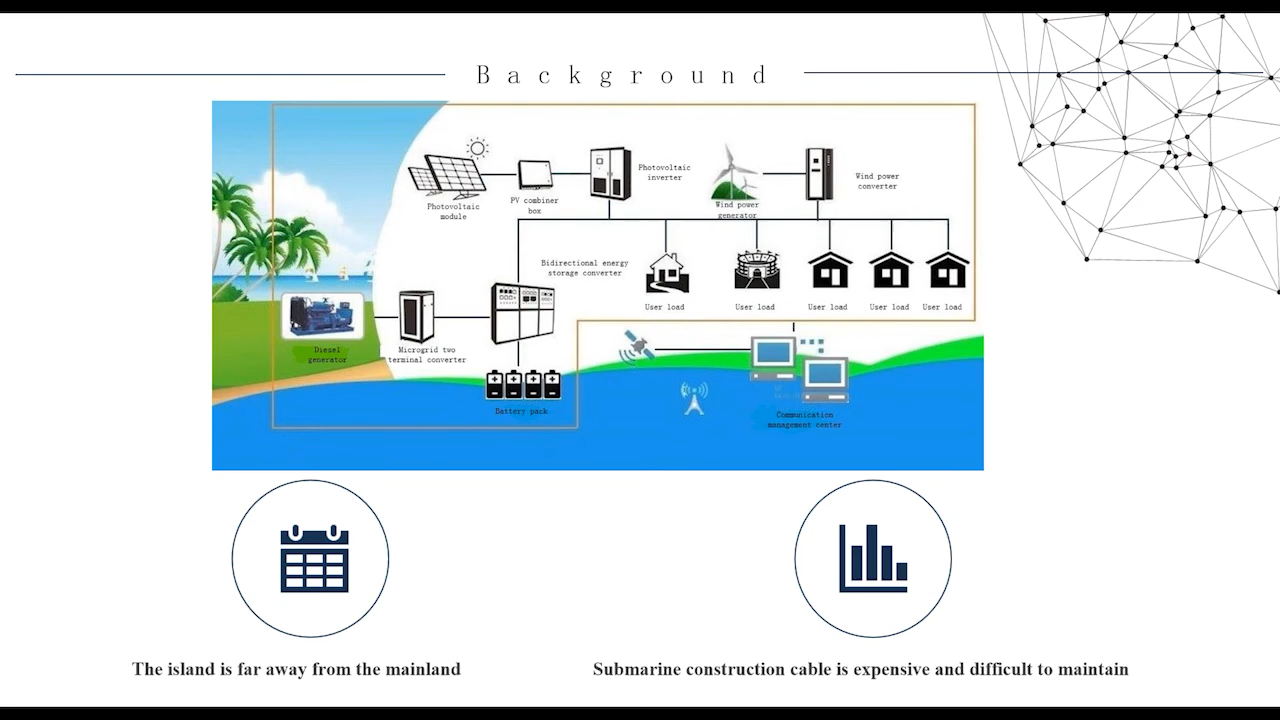 Background
Photovoltaic
module
PV combiner
box
Photovoltaic
inverter
Wind power
generator
Wind power
converter
Bidirectional energy
storage converter
User load
User load
User load
User load
User load
Diesel
generator
Microgrid two
terminal converter
Battery pack
Communication
management center
The island is far away from the mainland
Submarine construction cable is expensive and difficult to maintain